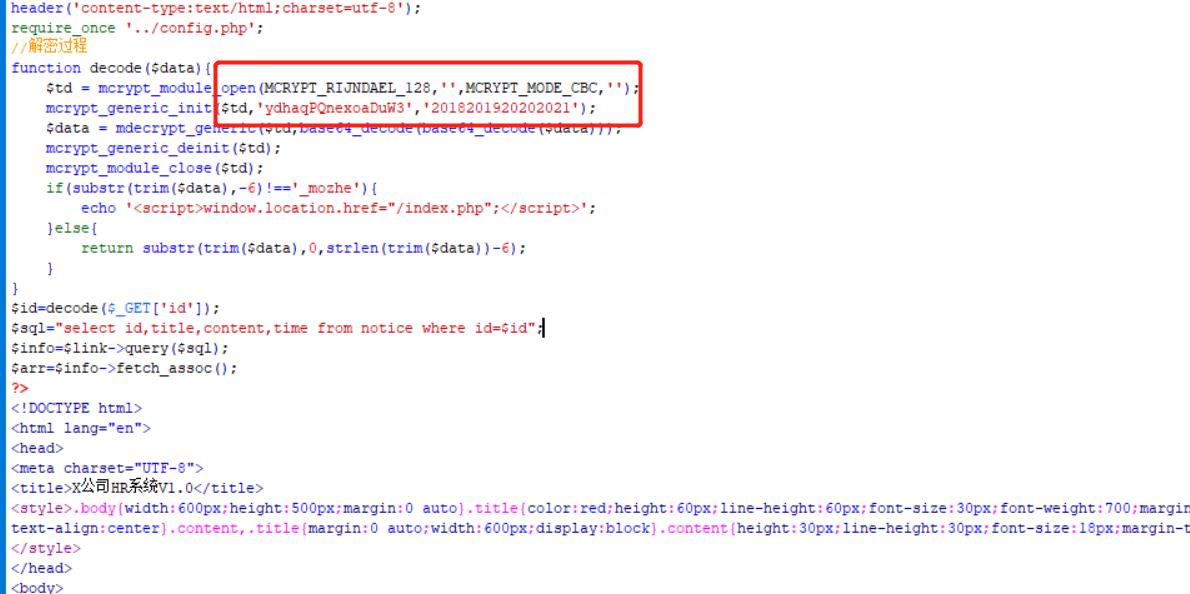 header('content-type:text/html;charset=utf-8');
require_once '../config.php';
//解密过程
function decode($data){
$td = mcrypt_module_open(MCRYPT_RIJNDAEL_128,'',MCRYPT_MODE_CBC,'');
mcrypt_generic_init($td,'ydhaqPQnexoaDuW3','2018201920202021');
$data = mdecrypt_generic($td,base64_decode(base64_decode($data)));
mcrypt_generic_deinit($td);
mcrypt_module_close($td);
if(substr(trim($data),-6)!=='_mozhe'){
echo '<script>window.location.href="/index.php";</script>';
}else{
return substr(trim($data),0,strlen(trim($data))-6);
}
}
$id=decode($_GET['id']);
$sql="select id,title,content,time from notice where id=$id";
$info=$link->query($sql);
$arr=$info->fetch_assoc();
?>
<!DOCTYPE html>
<html lang="en">
<head>
<meta charset="UTF-8">
<title>X公司HR系统V1.0</title>
<style>.body{width:600px;height:500px;margin:0 auto}.title{color:red;height:60px;line-height:60px;font-size:30px;font-weight:700;margin
text-align:center}.content,.title{margin:0 auto;width:600px;display:block}.content{height:30px;line-height:30px;font-size:18px;margin-t
</style>
</head>
<body>